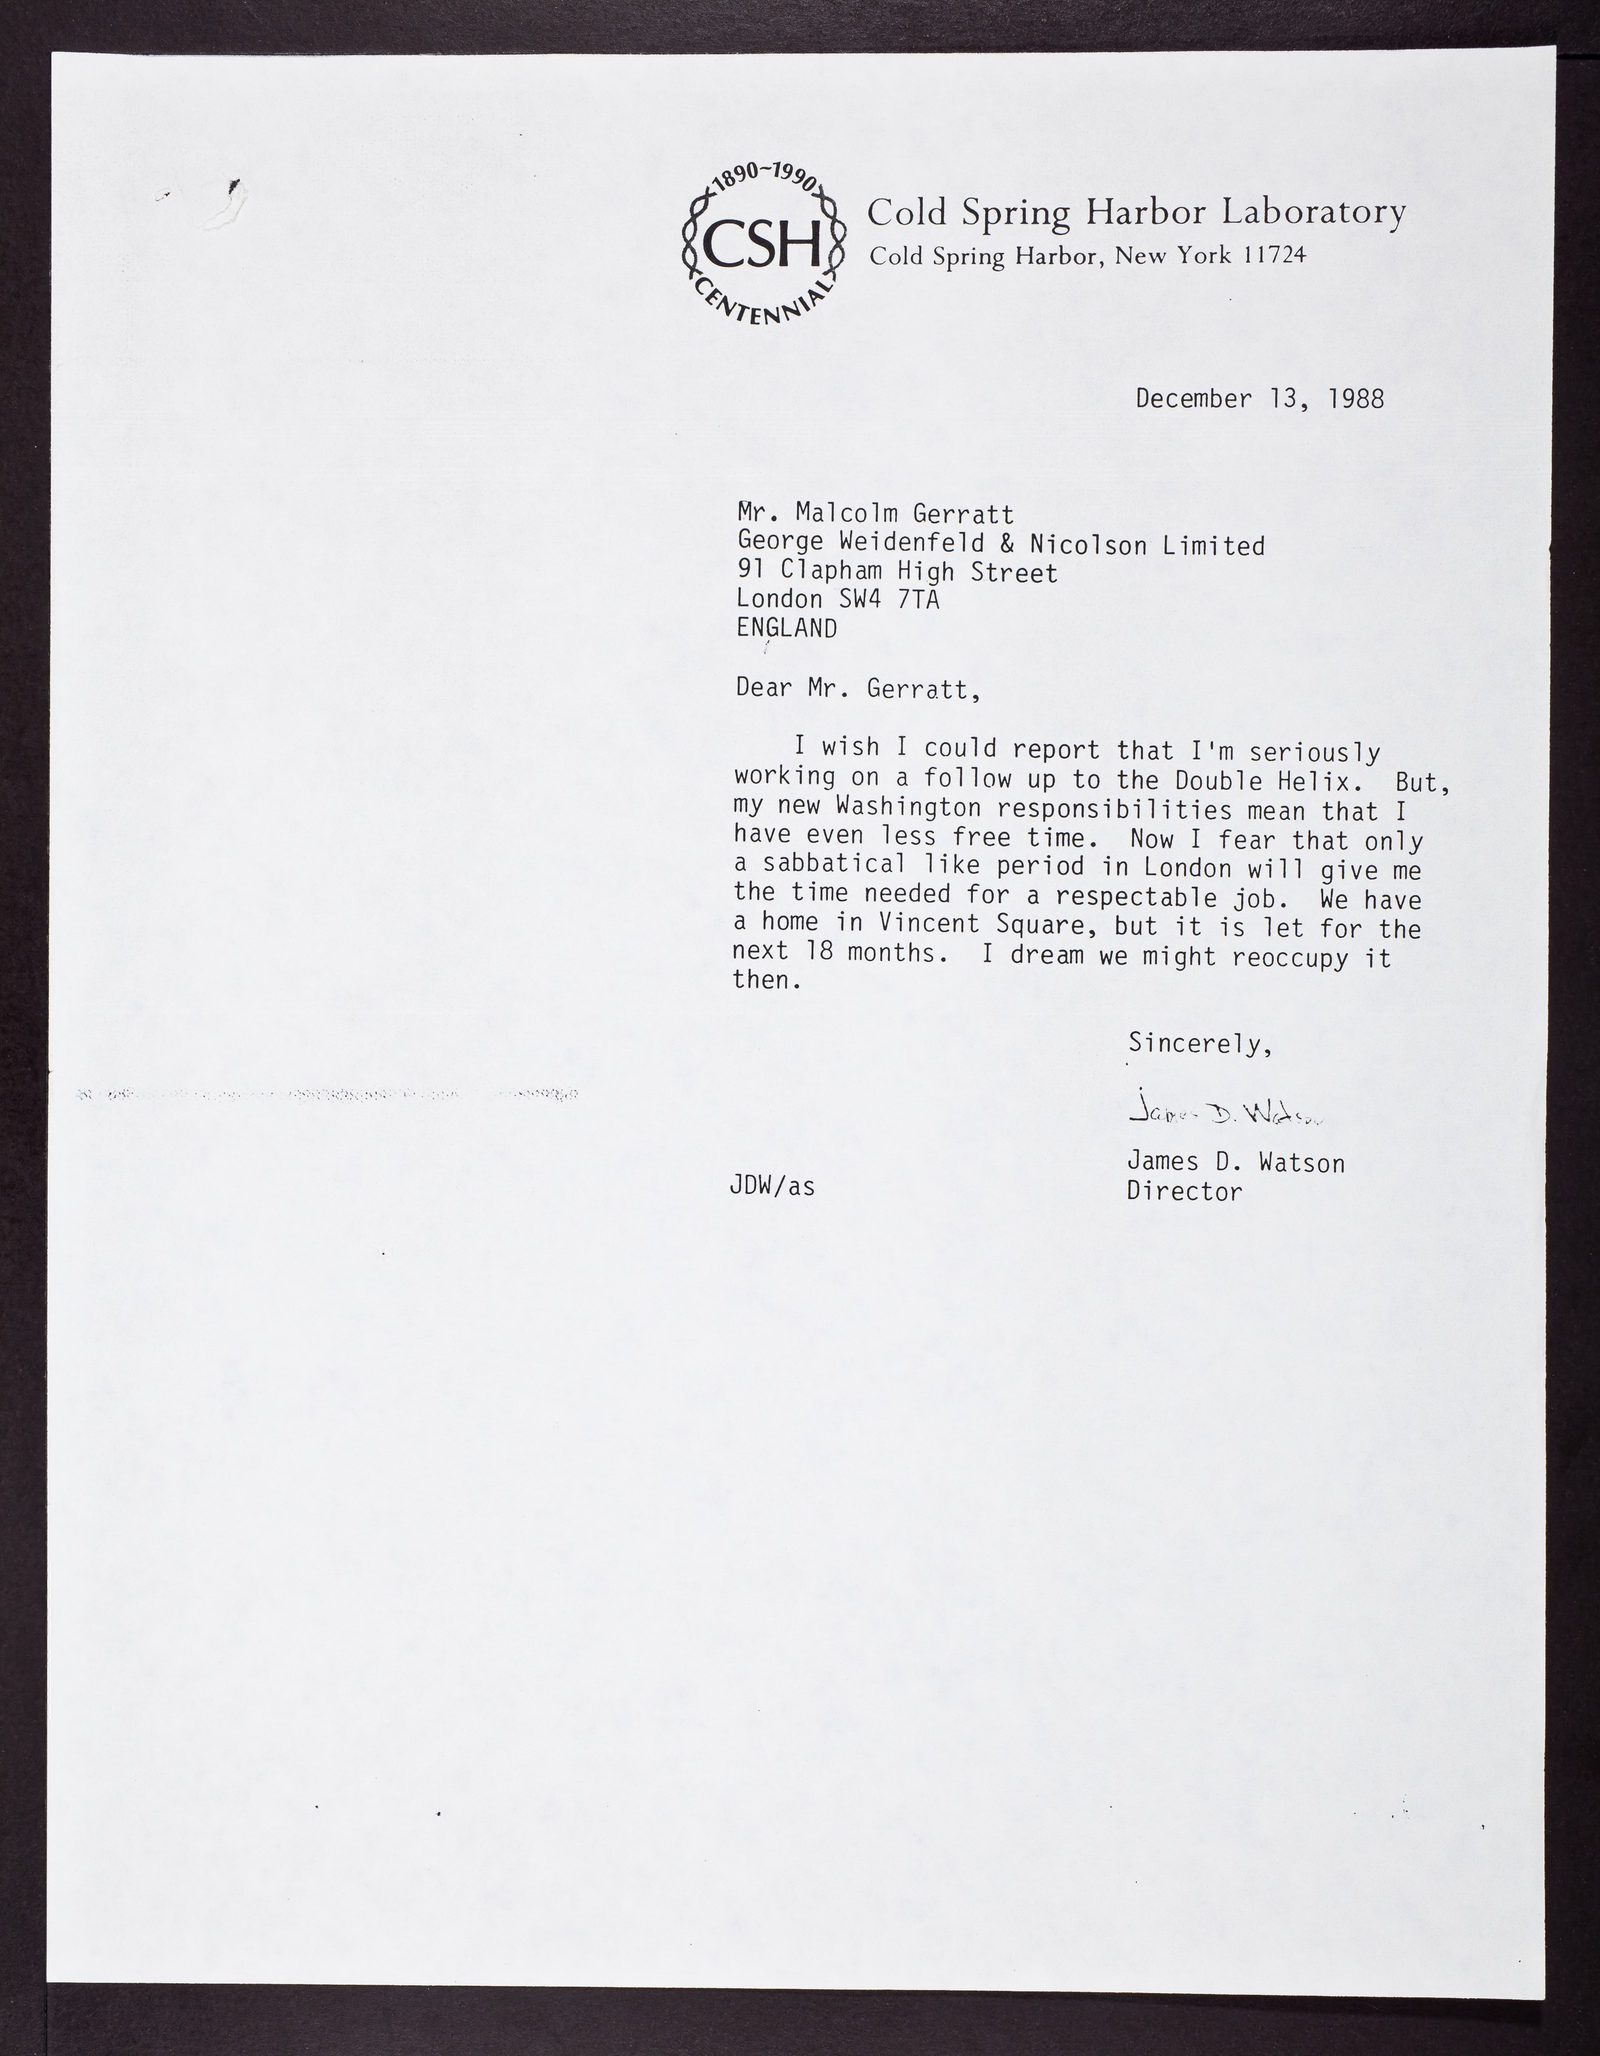 1890~1990
CSH
CENTENNIAL
Cold Spring Harbor Laboratory
Cold Spring Harbor, New York 11724
December 13, 1988
Mr. Malcolm Gerratt
George Weidenfeld & Nicolson Limited
91 Clapham High Street
London SW4 7TA
ENGLAND
Dear Mr. Gerratt,
I wish I could report that I'm seriously
working on a follow up to the Double Helix. But,
my new Washington responsibilities mean that I
have even less free time. Now I fear that only
a sabbatical like period in London will give me
the time needed for a respectable job. We have
a home in Vincent Square, but it is let for the
next 18 months. I dream we might reoccupy it
then.
Sincerely,
James D. Watson
James D. Watson
Director
JDW/as